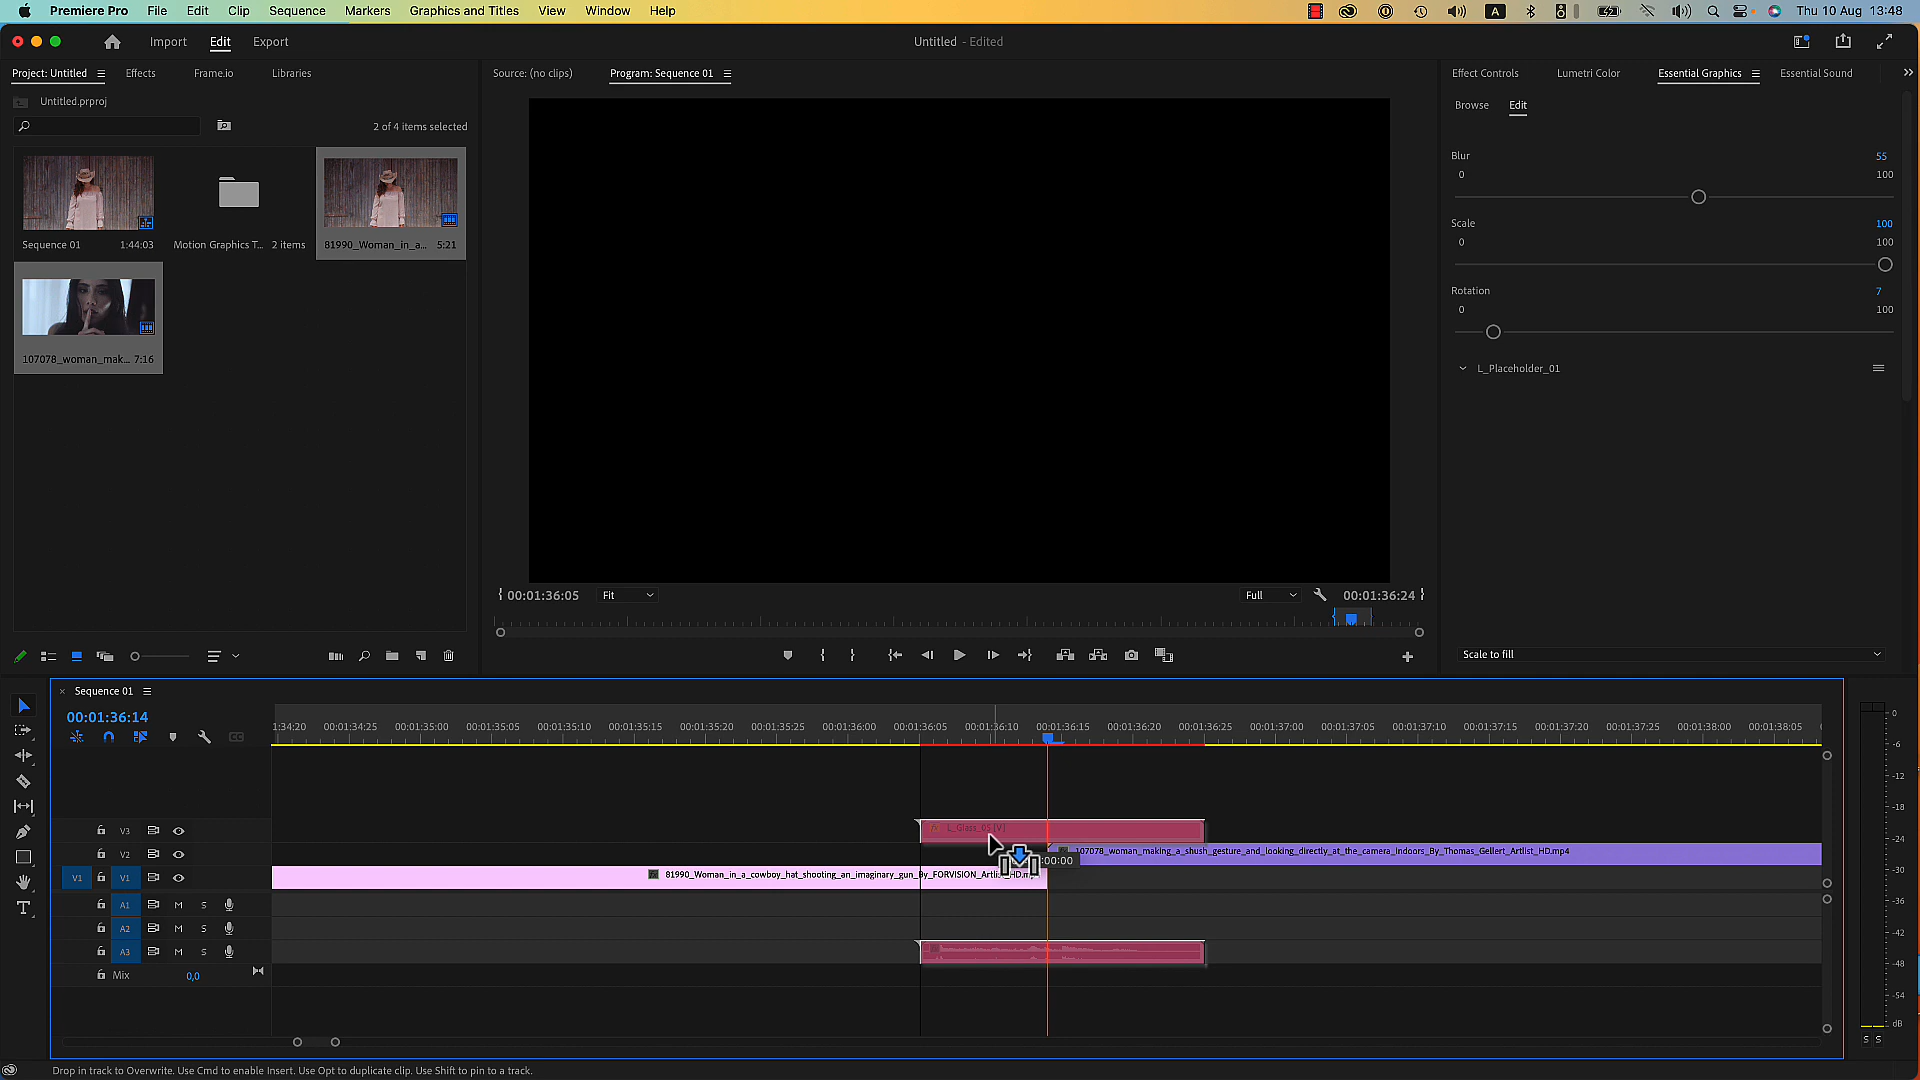 Premiere Pro File Edit Clip Sequence Markers Graphics and Titles View Window Help A Thu 10 Aug 13:48
Import Edit Export Untitled - Edited
Project: Untitled Effects Frame.io Libraries
Source: (no clips) Program: Sequence 01
Effect Controls Lumetri Color Essential Graphics Essential Sound
Untitled.prproj
Browse Edit
2 of 4 items selected
Blur 55
0 100
Scale 100
0 100
Rotation 7
0 100
L_Placeholder_01
Scale to fill
Sequence 01 1:44:03 Motion Graphics T... 2 items 81990_Woman_in_a... 5:21
107078_woman_mak... 7:16
00:01:36:05 Fit Full 00:01:36:24
Sequence 01
00:01:36:14
1:34:20 00:01:34:25 00:01:35:00 00:01:35:05 00:01:35:10 00:01:35:15 00:01:35:20 00:01:35:25 00:01:36:00 00:01:36:05 00:01:36:10 00:01:36:15 00:01:36:20 00:01:36:25 00:01:37:00 00:01:37:05 00:01:37:10 00:01:37:15 00:01:37:20 00:01:37:25 00:01:38:00 00:01:38:05
V3 L_Glass_05 [V]
V2 107078_woman_making_a_shush_gesture_and_looking_directly_at_the_camera_Indoors_By_Thomas_Gellert_Artlist_HD.mp4
:00:00
V1 V1 81990_Woman_in_a_cowboy_hat_shooting_an_imaginary_gun_By_FORVISION_Artlist_HD.mp
A1 M S
A2 M S
A3 M S
Mix 0,0
0
-6
-12
-18
-24
-30
-36
-42
-48
-54
dB
S S
Drop in track to Overwrite. Use Cmd to enable Insert. Use Opt to duplicate clip. Use Shift to pin to a track.